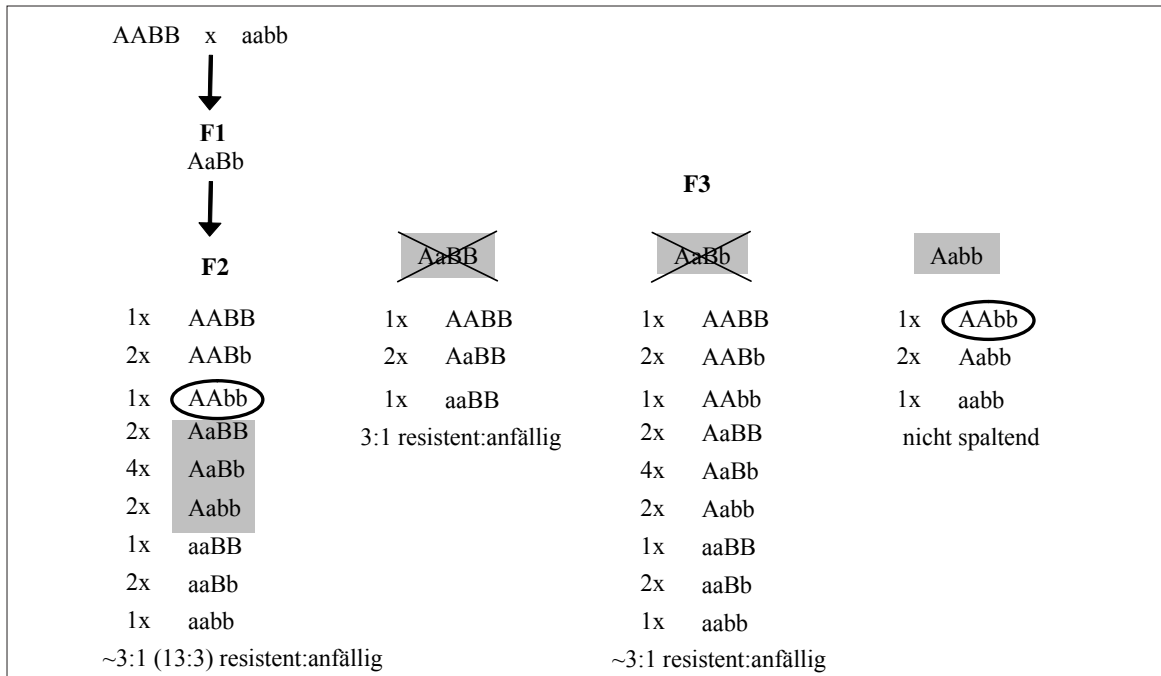 AABB x aabb
F1
AaBb
F2
1x AABB
2x AABb
1x AAbb
2x AaBB
4x AaBb
2x Aabb
1x aaBB
2x aaBb
1x aabb
~3:1 (13:3) resistent:anfällig
F3
AaBB
1x AABB
2x AaBB
1x aaBB
3:1 resistent:anfällig
AaBb
1x AABB
2x AABb
1x AAbb
2x AaBB
4x AaBb
2x Aabb
1x aaBB
2x aaBb
1x aabb
~3:1 resistent:anfällig
Aabb
1x AAbb
2x Aabb
1x aabb
nicht spaltend